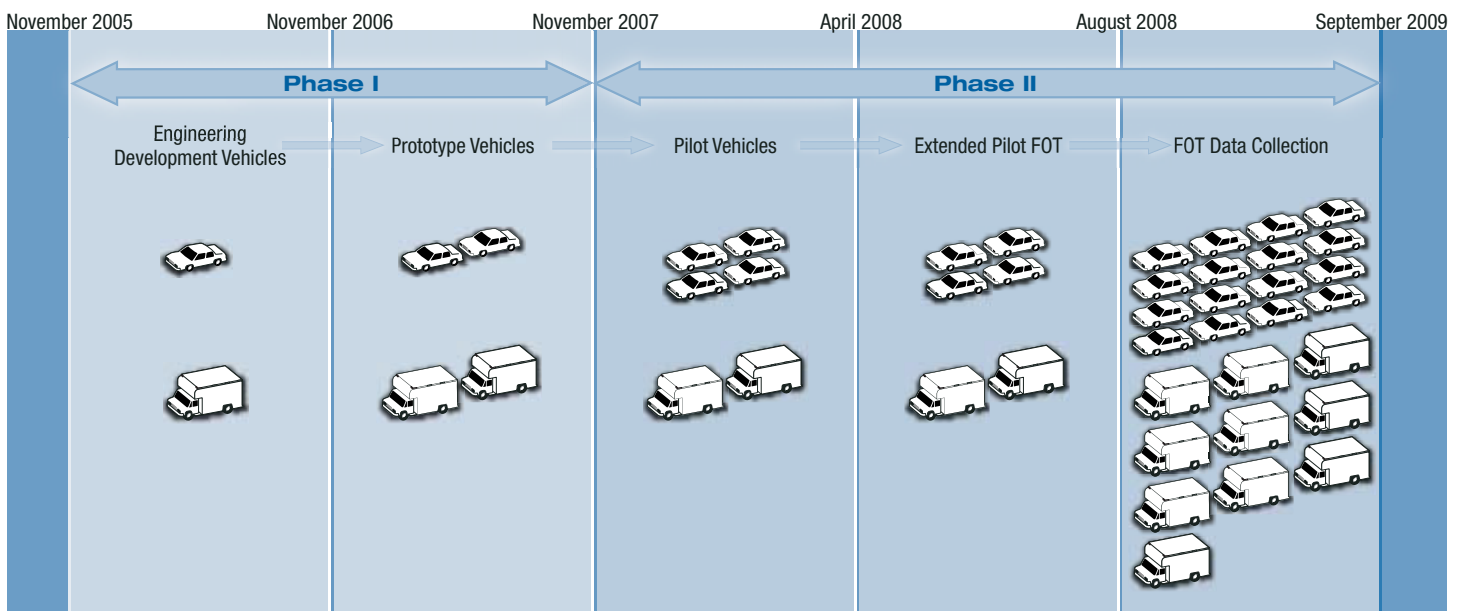 November 2005 November 2006 November 2007 April 2008 August 2008 September 2009
Phase I Phase II
Engineering
Development Vehicles Prototype Vehicles Pilot Vehicles Extended Pilot FOT FOT Data Collection